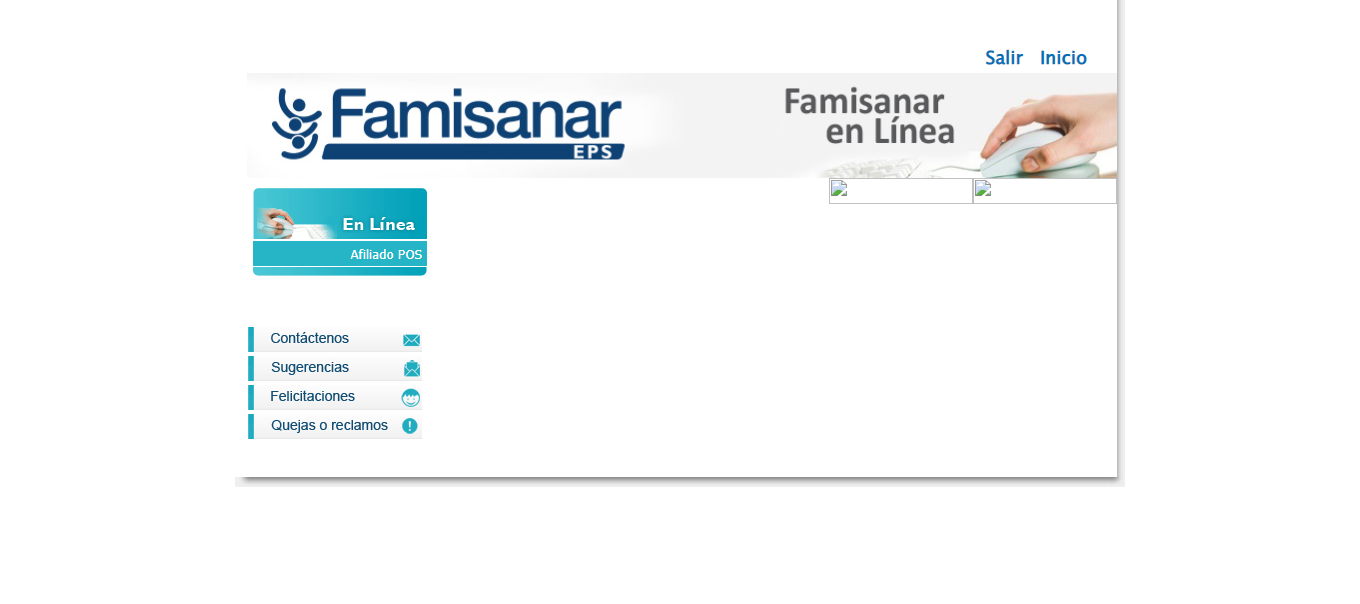 Salir Inicio
Famisanar
EPS
Famisanar
en Línea
En Línea
Afiliado POS
Contáctenos
Sugerencias
Felicitaciones
Quejas o reclamos